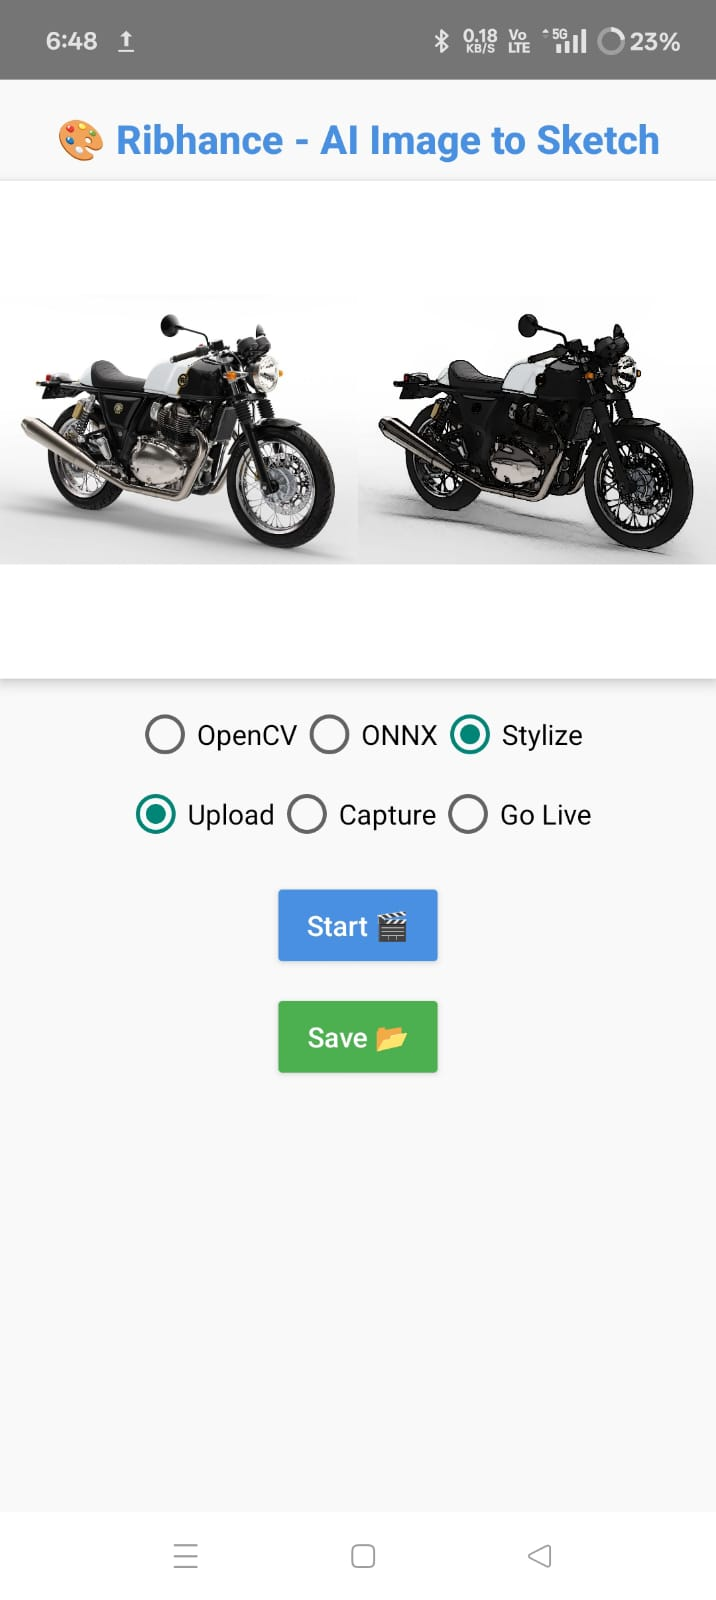 6:48 0.18 KB/S Vo LTE 5G 23%
🎨 Ribhance - AI Image to Sketch
OpenCV ONNX Stylize
Upload Capture Go Live
Start 🎬
Save 📂